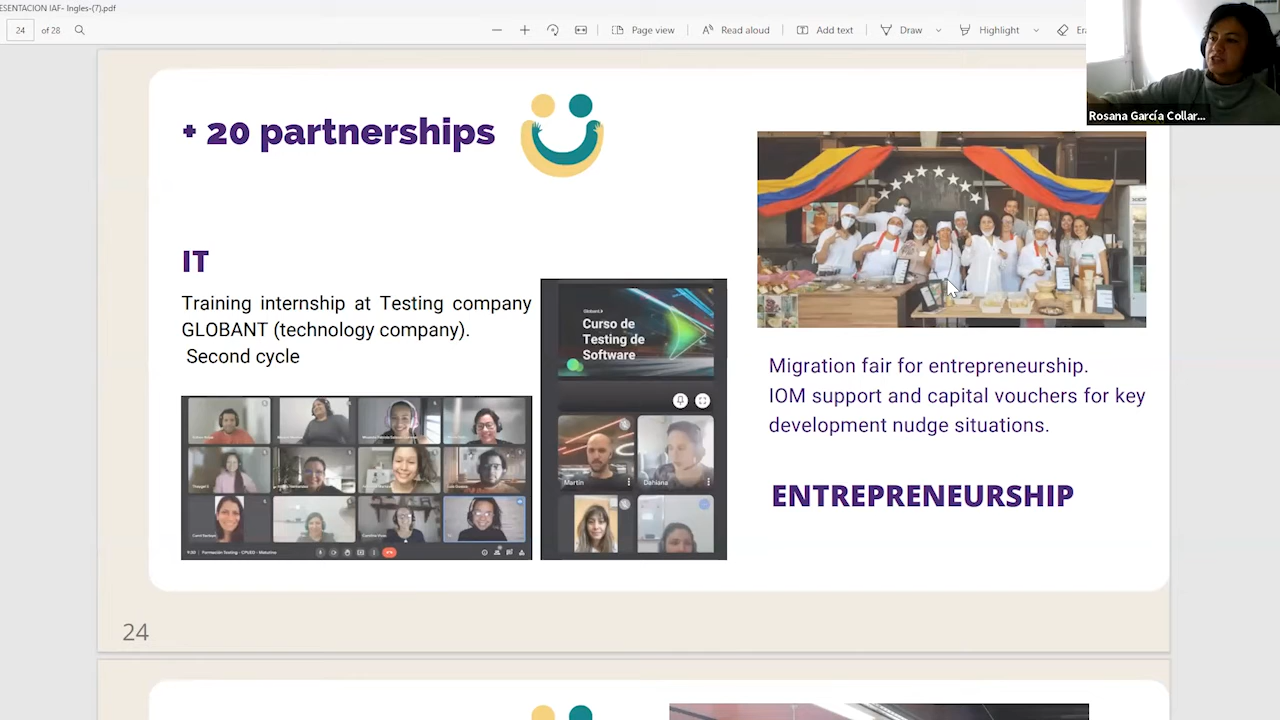 ESENTACION IAF- Ingles-(7).pdf
24 of 28
Page view
Read aloud
Add text
Draw
Highlight
Rosana García Collar...
+ 20 partnerships
IT
Training internship at Testing company
GLOBANT (technology company).
Second cycle
Globant
Curso de
Testing de
Software
Martin
Dahiana
Migration fair for entrepreneurship.
IOM support and capital vouchers for key
development nudge situations.
ENTREPRENEURSHIP
24